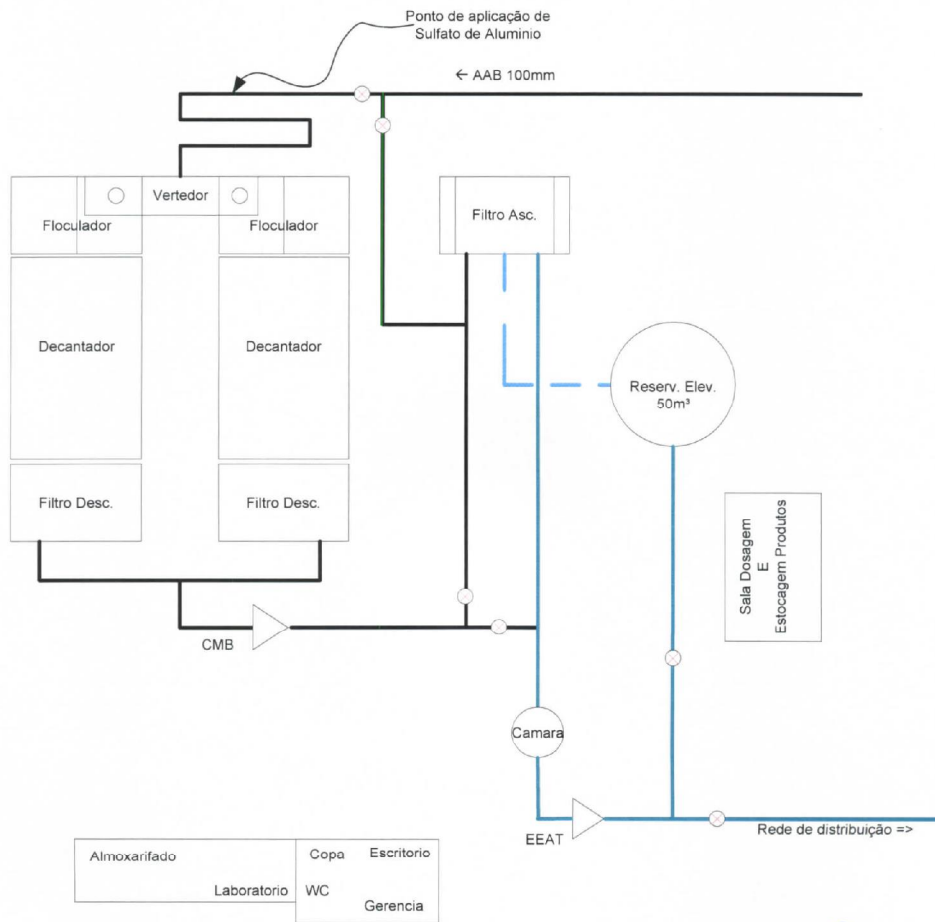 Ponto de aplicação de
Sulfato de Aluminio
← AAB 100mm
Vertedor
Floculador
Floculador
Filtro Asc.
Decantador
Decantador
Reserv. Elev.
50m³
Filtro Desc.
Filtro Desc.
Sala Dosagem
E
Estocagem Produtos
CMB
Camara
EEAT
Rede de distribuição =>
Almoxarifado
Copa
Escritorio
Laboratorio
WC
Gerencia